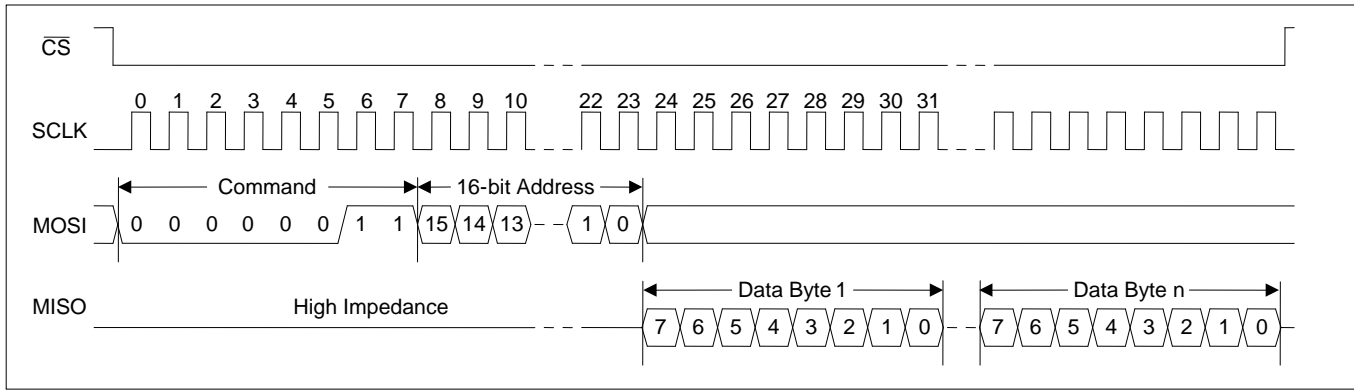 CS
0 1 2 3 4 5 6 7 8 9 10 22 23 24 25 26 27 28 29 30 31
SCLK
Command 16-bit Address
MOSI 0 0 0 0 0 0 1 1 15 14 13 1 0
Data Byte 1 Data Byte n
MISO High Impedance
7 6 5 4 3 2 1 0 7 6 5 4 3 2 1 0